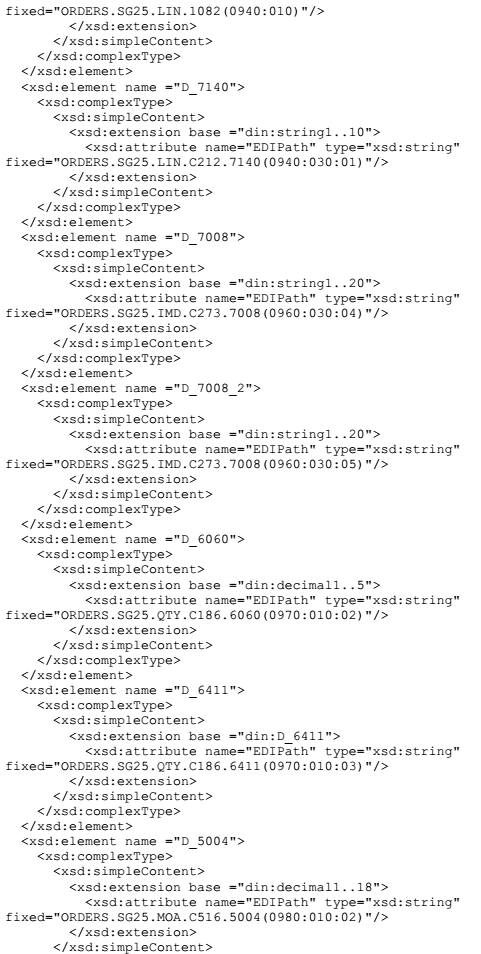 fixed="ORDERS.SG25.LIN.1082(0940:010)"/>
        </xsd:extension>
      </xsd:simpleContent>
    </xsd:complexType>
  </xsd:element>
  <xsd:element name ="D_7140">
    <xsd:complexType>
      <xsd:simpleContent>
        <xsd:extension base ="din:string1..10">
          <xsd:attribute name="EDIPath" type="xsd:string"
fixed="ORDERS.SG25.LIN.C212.7140(0940:030:01)"/>
        </xsd:extension>
      </xsd:simpleContent>
    </xsd:complexType>
  </xsd:element>
  <xsd:element name ="D_7008">
    <xsd:complexType>
      <xsd:simpleContent>
        <xsd:extension base ="din:string1..20">
          <xsd:attribute name="EDIPath" type="xsd:string"
fixed="ORDERS.SG25.IMD.C273.7008(0960:030:04)"/>
        </xsd:extension>
      </xsd:simpleContent>
    </xsd:complexType>
  </xsd:element>
  <xsd:element name ="D_7008_2">
    <xsd:complexType>
      <xsd:simpleContent>
        <xsd:extension base ="din:string1..20">
          <xsd:attribute name="EDIPath" type="xsd:string"
fixed="ORDERS.SG25.IMD.C273.7008(0960:030:05)"/>
        </xsd:extension>
      </xsd:simpleContent>
    </xsd:complexType>
  </xsd:element>
  <xsd:element name ="D_6060">
    <xsd:complexType>
      <xsd:simpleContent>
        <xsd:extension base ="din:decimal1..5">
          <xsd:attribute name="EDIPath" type="xsd:string"
fixed="ORDERS.SG25.QTY.C186.6060(0970:010:02)"/>
        </xsd:extension>
      </xsd:simpleContent>
    </xsd:complexType>
  </xsd:element>
  <xsd:element name ="D_6411">
    <xsd:complexType>
      <xsd:simpleContent>
        <xsd:extension base ="din:D_6411">
          <xsd:attribute name="EDIPath" type="xsd:string"
fixed="ORDERS.SG25.QTY.C186.6411(0970:010:03)"/>
        </xsd:extension>
      </xsd:simpleContent>
    </xsd:complexType>
  </xsd:element>
  <xsd:element name ="D_5004">
    <xsd:complexType>
      <xsd:simpleContent>
        <xsd:extension base ="din:decimal1..18">
          <xsd:attribute name="EDIPath" type="xsd:string"
fixed="ORDERS.SG25.MOA.C516.5004(0980:010:02)"/>
        </xsd:extension>
      </xsd:simpleContent>